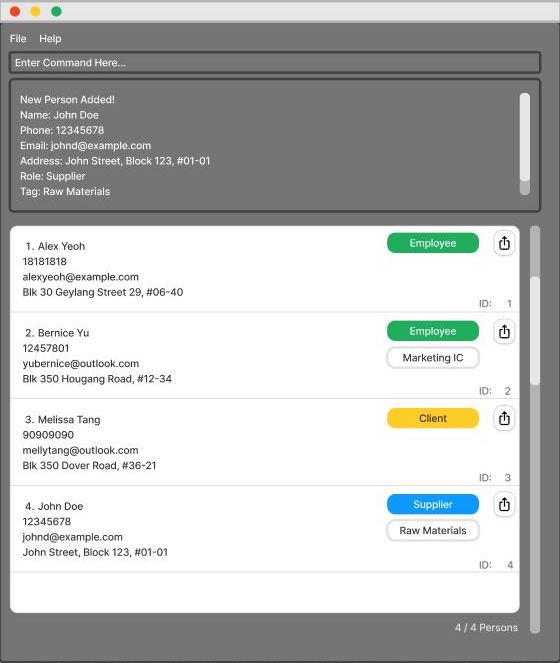 File Help
Enter Command Here...
New Person Added!
Name: John Doe
Phone: 12345678
Email: johnd@example.com
Address: John Street, Block 123, #01-01
Role: Supplier
Tag: Raw Materials
1. Alex Yeoh
Employee
18181818
alexyeoh@example.com
Blk 30 Geylang Street 29, #06-40
ID: 1
2. Bernice Yu
Employee
12457801
Marketing IC
yubernice@outlook.com
Blk 350 Hougang Road, #12-34
ID: 2
3. Melissa Tang
Client
90909090
mellytang@outlook.com
Blk 350 Dover Road, #36-21
ID: 3
4. John Doe
Supplier
12345678
Raw Materials
johnd@example.com
John Street, Block 123, #01-01
ID: 4
4 / 4 Persons